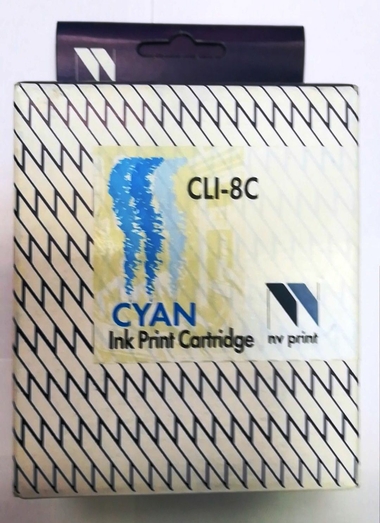 CLI-8C
CYAN
Ink Print Cartridge
nv print